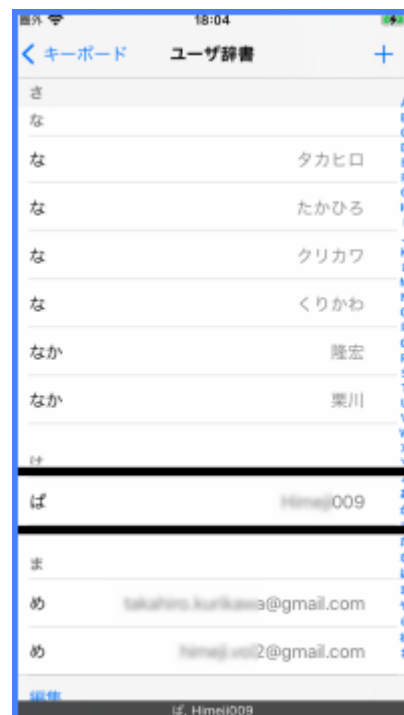 圏外 18:04
キーボード ユーザ辞書 +
さ
な
な タカヒロ
な たかひろ
な クリカワ
な くりかわ
なか 隆宏
なか 栗川
ぱ 009
ま
め a@gmail.com
め 2@gmail.com
編集
ぱ, Himeji009